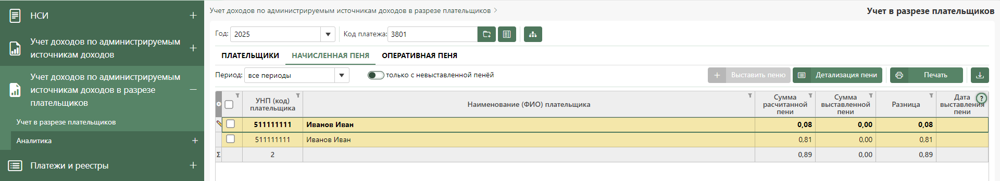 НСИ
Учет доходов по администрируемым
источникам доходов
Учет доходов по администрируемым
источникам доходов в разрезе
плательщиков
Учет в разрезе плательщиков
Аналитика
Платежи и реестры
Учет доходов по администрируемым источникам доходов в разрезе плательщиков
Учет в разрезе плательщиков
Год: 2025 Код платежа: 3801
ПЛАТЕЛЬЩИКИ НАЧИСЛЕННАЯ ПЕНЯ ОПЕРАТИВНАЯ ПЕНЯ
Период: все периоды только с невыставленной пенёй Выставить пеню Детализация пени Печать
УНП (код)
плательщика
Наименование (ФИО) плательщика
Сумма
расчитанной
пени
Сумма
выставленной
пени
Разница
Дата
выставления
пени
?
511111111 Иванов Иван 0,08 0,00 0,08
511111111 Иванов Иван 0,81 0,00 0,81
Σ 2 0,89 0,00 0,89